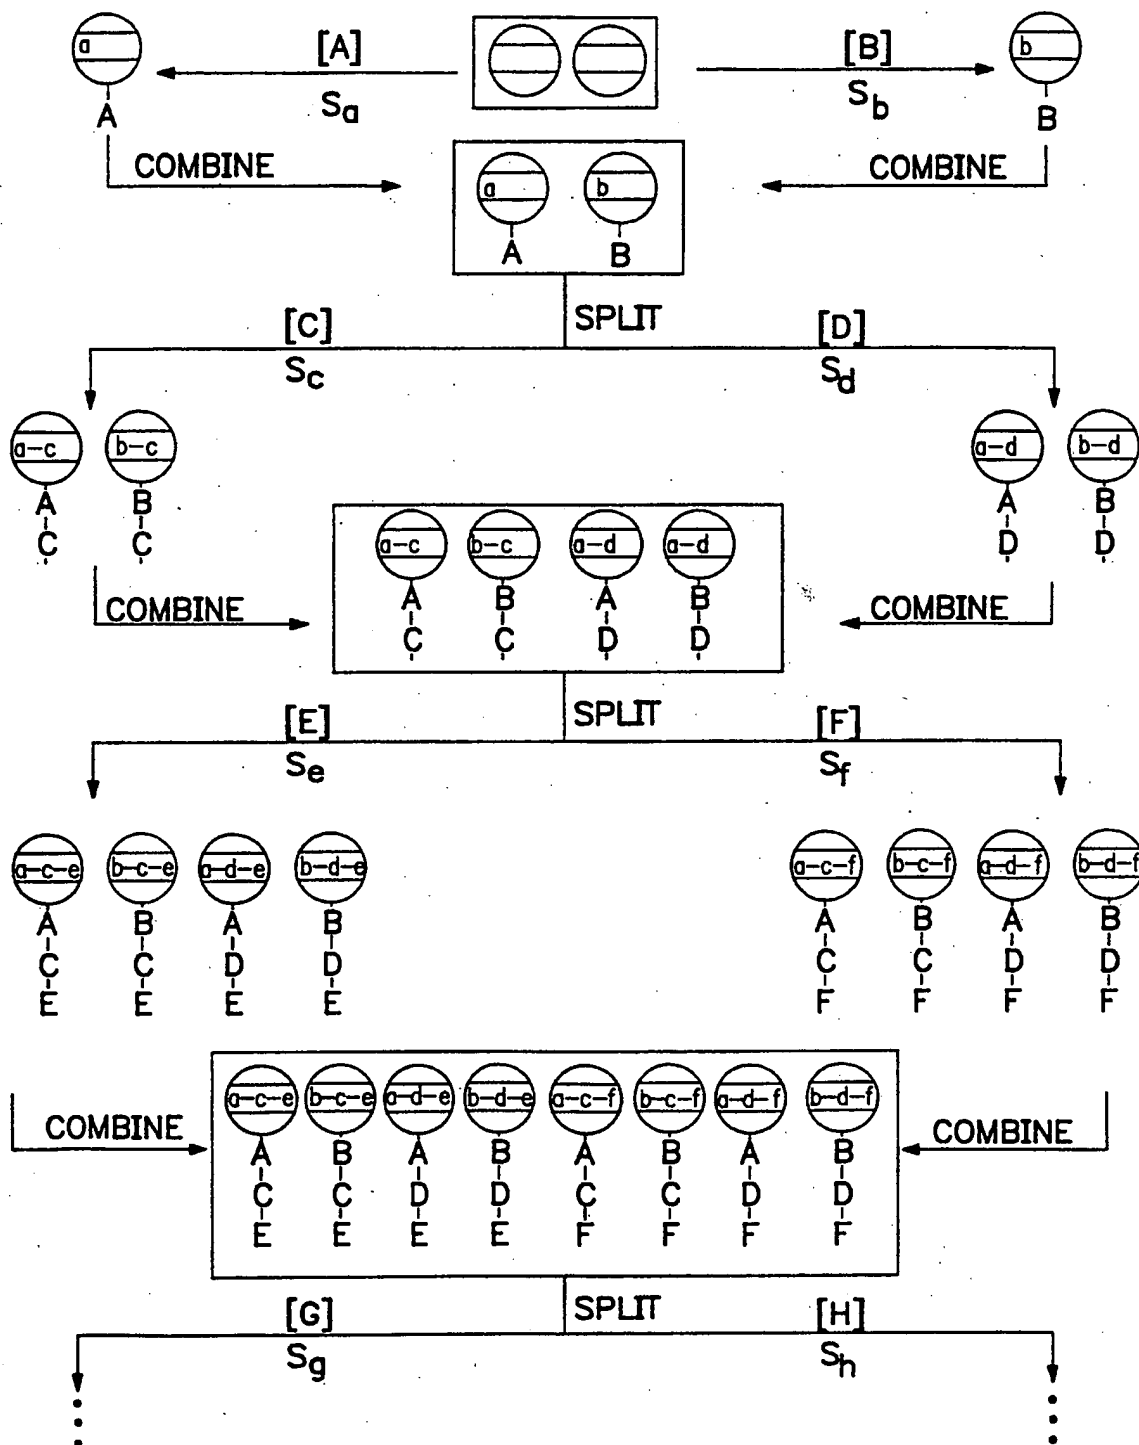 [A] [B]
a b
Sa Sb
A B
COMBINE COMBINE
a b
A B
SPLIT
[C] [D]
Sc Sd
a-c b-c a-d b-d
A B A B
C C D D
a-c b-c a-d a-d
A B A B
C C D D
COMBINE COMBINE
SPLIT
[E] [F]
Se Sf
a-c-e b-c-e a-d-e b-d-e a-c-f b-c-f a-d-f b-d-f
A B A B A B A B
C C D D C C D D
E E E E F F F F
a-c-e b-c-e a-d-e b-d-e a-c-f b-c-f a-d-f b-d-f
COMBINE COMBINE
A B A B A B A B
C C D D C C D D
E E E E F F F F
SPLIT
[G] [H]
Sg Sh